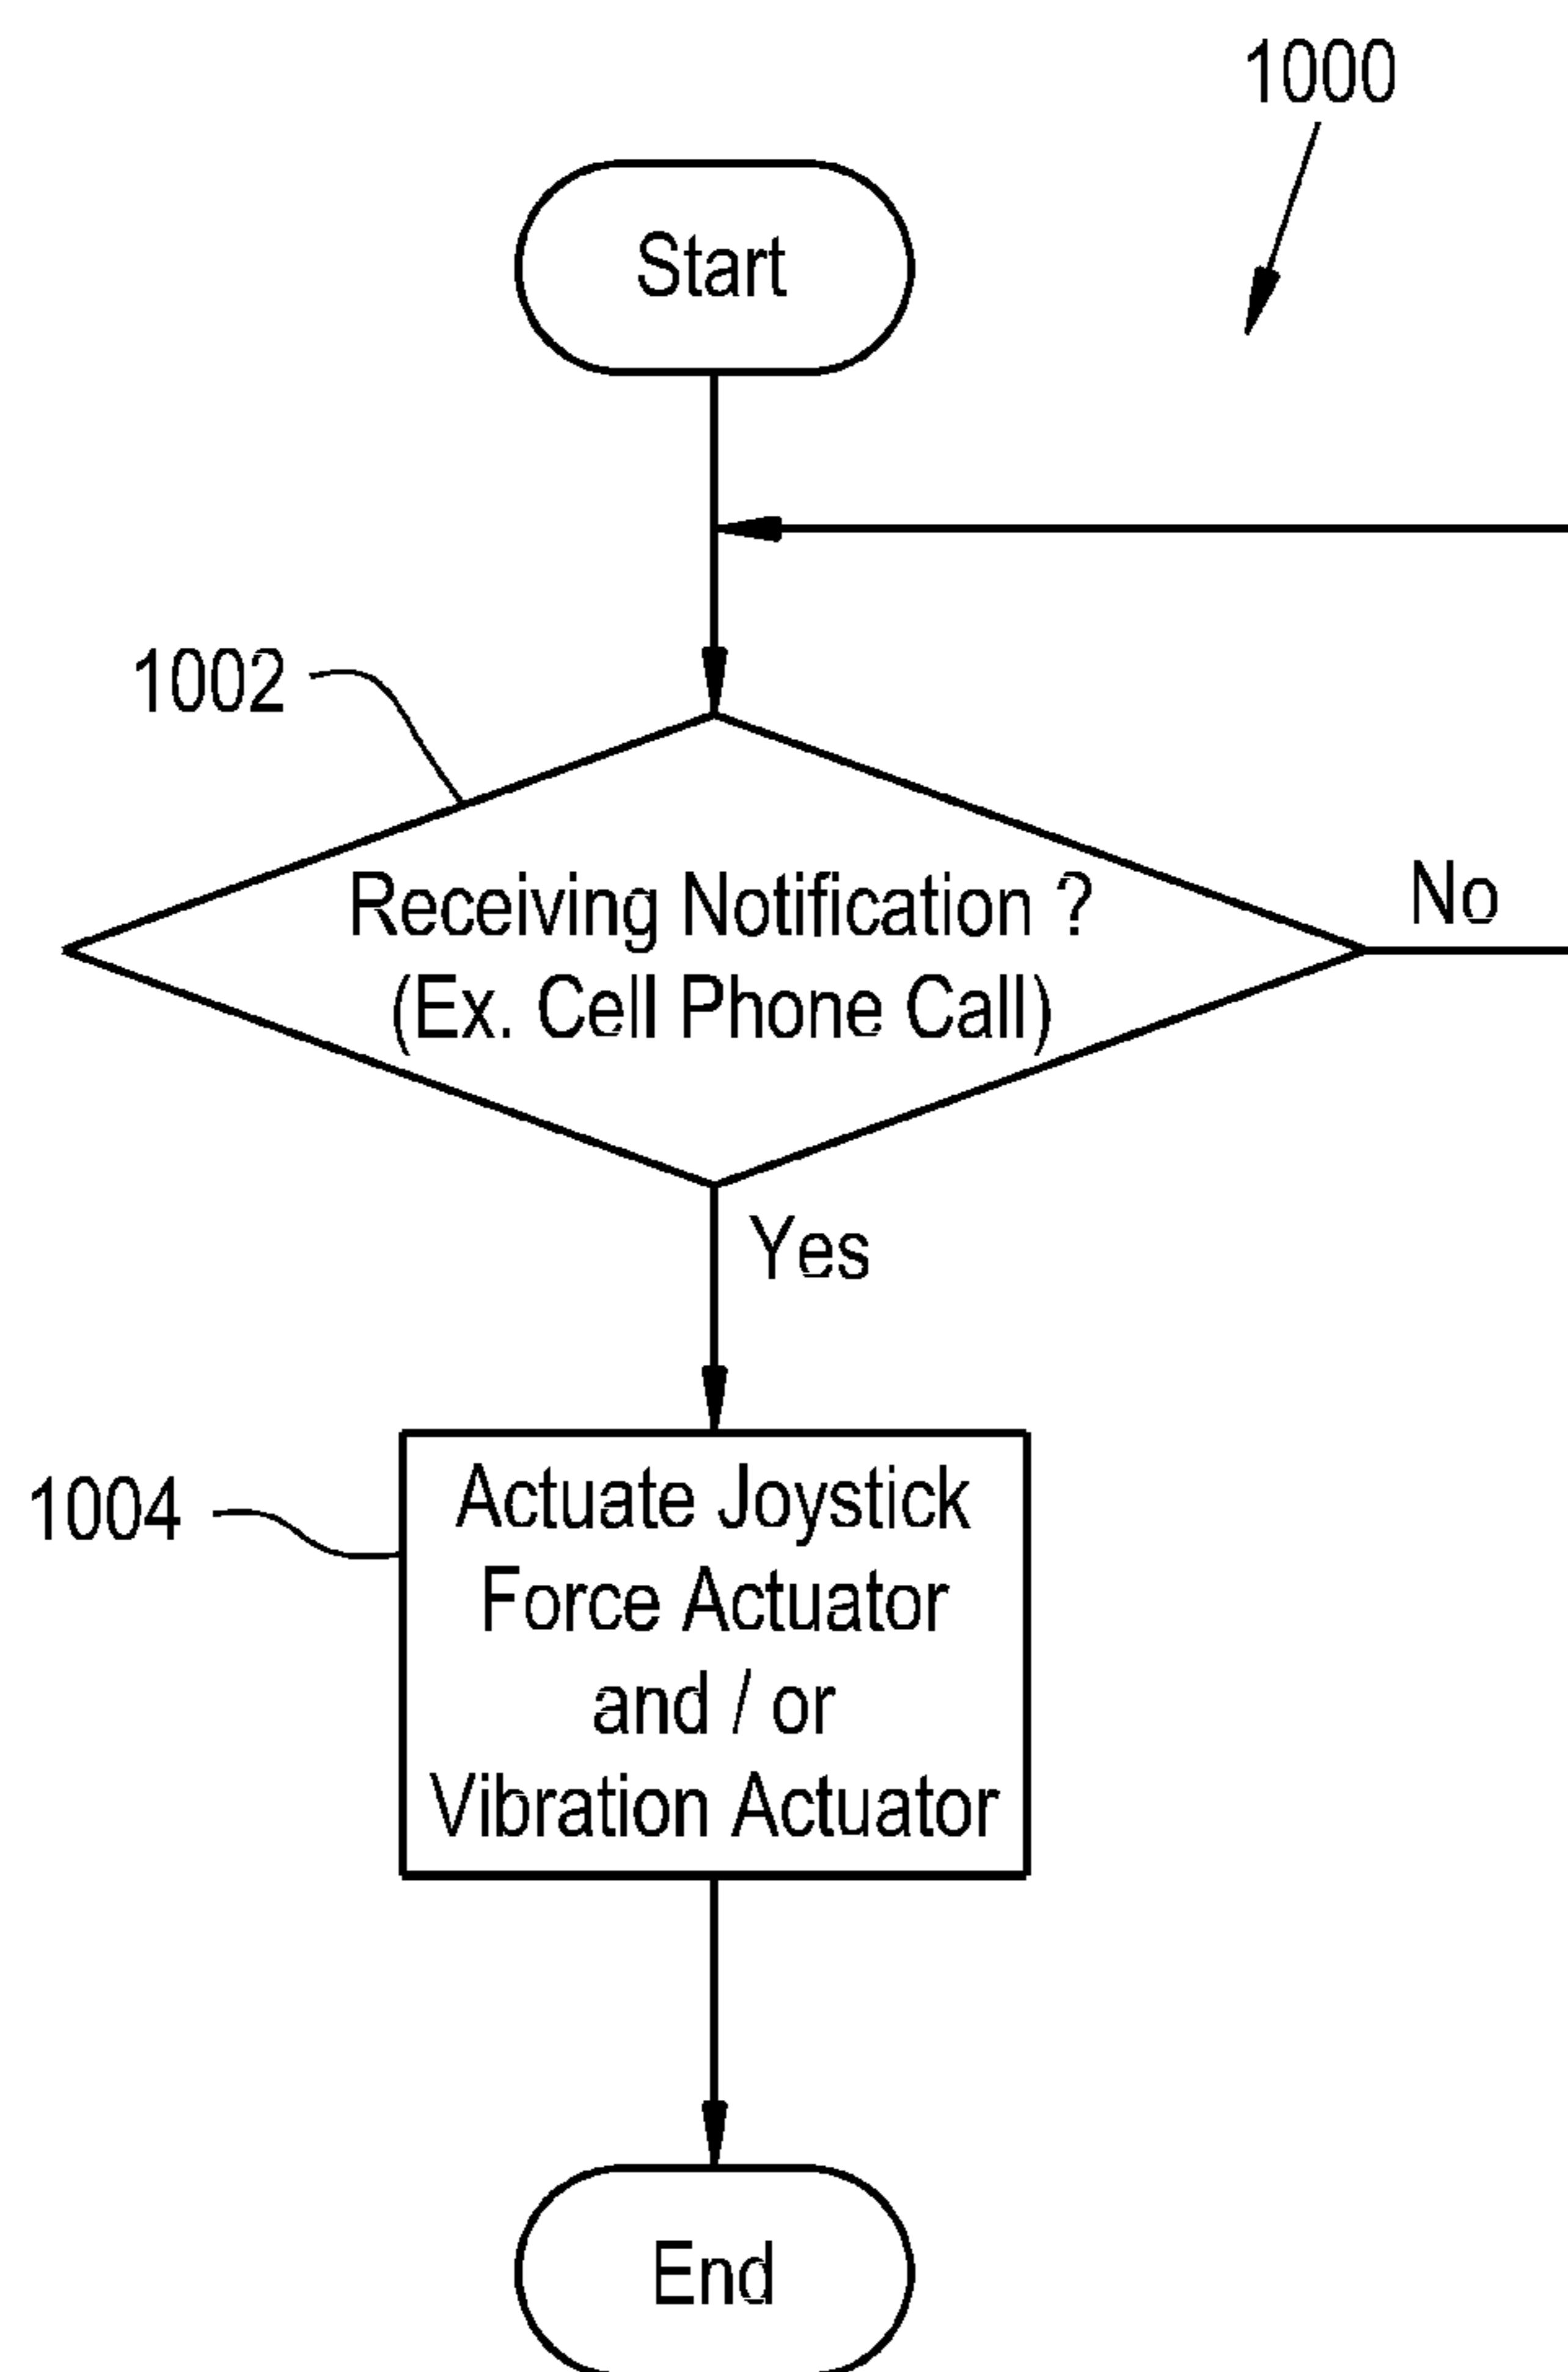 1000
Start
1002
Receiving Notification ?
(Ex. Cell Phone Call)
No
Yes
1004
Actuate Joystick
Force Actuator
and / or
Vibration Actuator
End